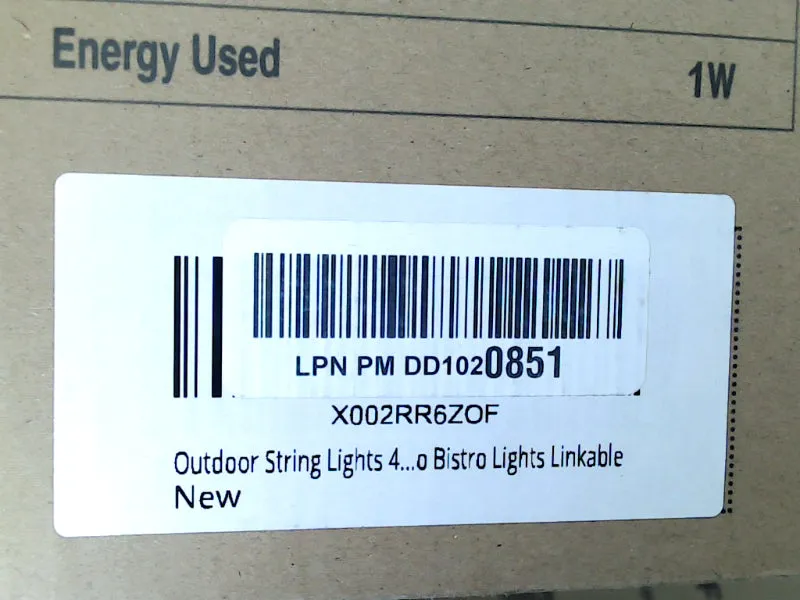 Energy Used 1W
LPN PM DD1020851
X002RR6ZOF
Outdoor String Lights 4...o Bistro Lights Linkable
New